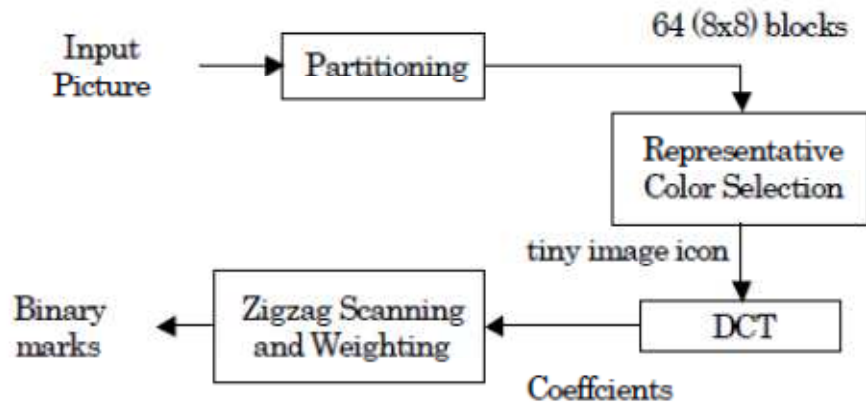 Input
Picture
Partitioning
64 (8x8) blocks
Representative
Color Selection
tiny image icon
DCT
Coeffcients
Zigzag Scanning
and Weighting
Binary
marks